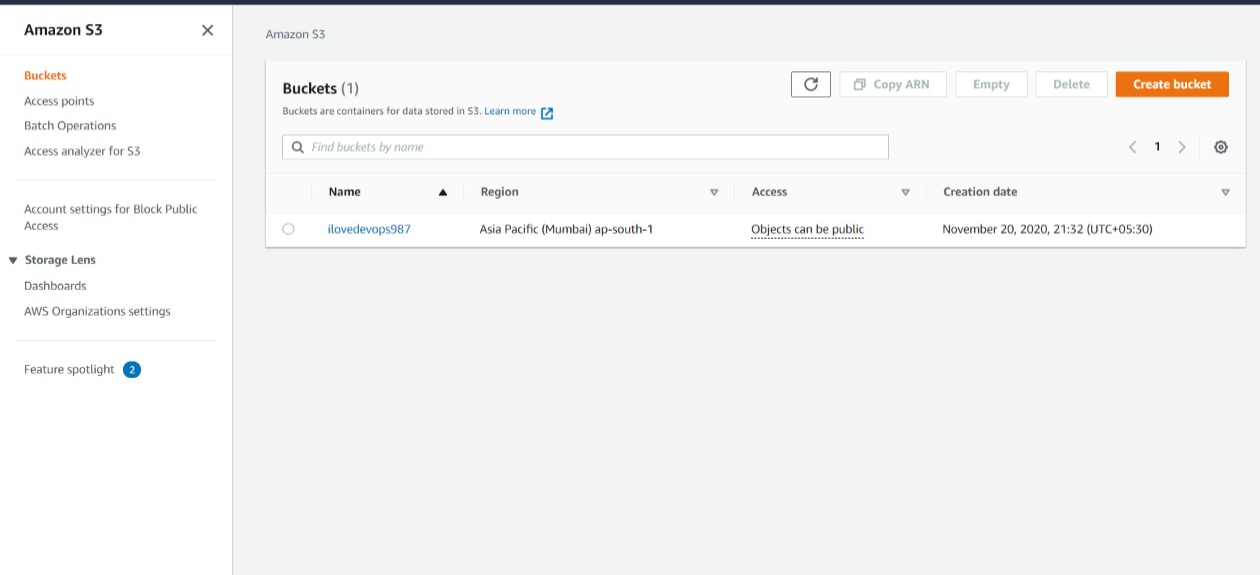 Amazon S3
Buckets
Access points
Batch Operations
Access analyzer for S3
Account settings for Block Public
Access
Storage Lens
Dashboards
AWS Organizations settings
Feature spotlight 2
Amazon S3
Buckets (1)
Copy ARN Empty Delete Create bucket
Buckets are containers for data stored in S3. Learn more
Find buckets by name
1
Name Region Access Creation date
ilovedevops987 Asia Pacific (Mumbai) ap-south-1 Objects can be public November 20, 2020, 21:32 (UTC+05:30)